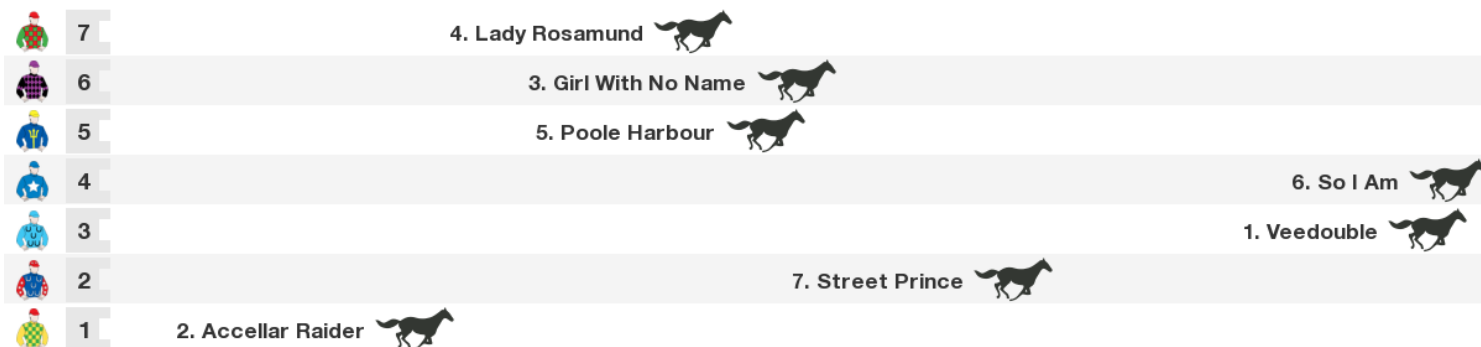 7 4. Lady Rosamund
6 3. Girl With No Name
5 5. Poole Harbour
4 6. So I Am
3 1. Veedouble
2 7. Street Prince
1 2. Accellar Raider